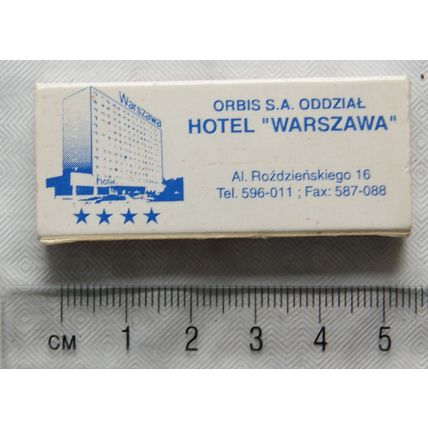 Warszawa
hotel
ORBIS S.A. ODDZIAŁ
HOTEL "WARSZAWA"
Al. Roździeńskiego 16
Tel. 596-011 ; Fax: 587-088
CM 1 2 3 4 5